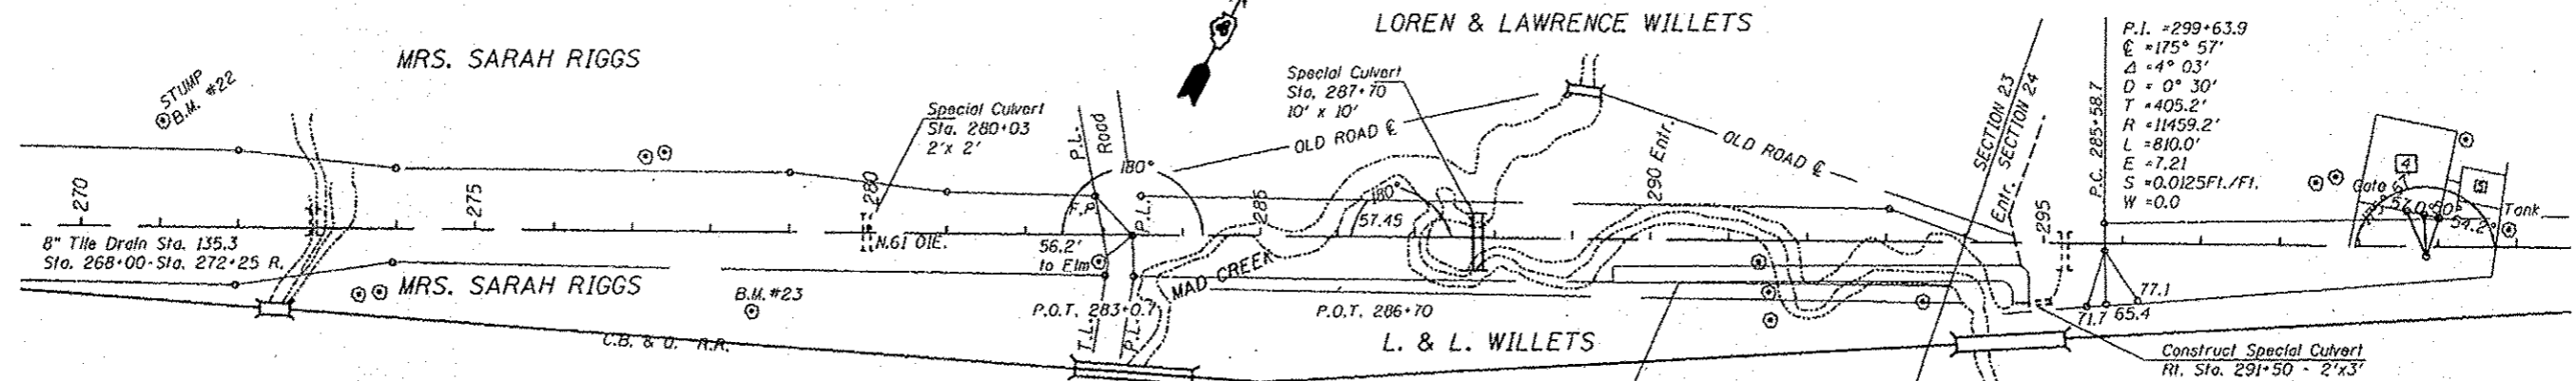 LOREN & LAWRENCE WILLETS
MRS. SARAH RIGGS
STUMP
B.M. #22
Special Culvert
Sta. 280+03
2' x 2'
P.L.
Road
180°
Special Culvert
Sta. 287+70
10' x 10'
OLD ROAD ℄
OLD ROAD ℄
290 Entr.
SECTION 23
SECTION 24
Entr.
P.C. 285+58.7
P.I. =299+63.9
℄ =175° 57'
Δ =4° 03'
D = 0° 30'
T =405.2'
R =11459.2'
L =810.0'
E =7.21
S =0.0125Ft./Ft.
W =0.0
270
275
280
285
295
180°
57.45
4
5
Gate
57.0
Tank
54.2
8" Tile Drain Sta. 135.3
Sta. 268+00-Sta. 272+25 R.
N.61 01E.
56.2'
to Elm
P.L.
MRS. SARAH RIGGS
B.M. #23
MAD CREEK
P.O.T. 283+0.7
P.O.T. 286+70
T.L.
P.L.
C.B. & Q. R.R.
L. & L. WILLETS
71.7
65.4
77.1
Construct Special Culvert
Rt. Sta. 291+50 - 2'x3'